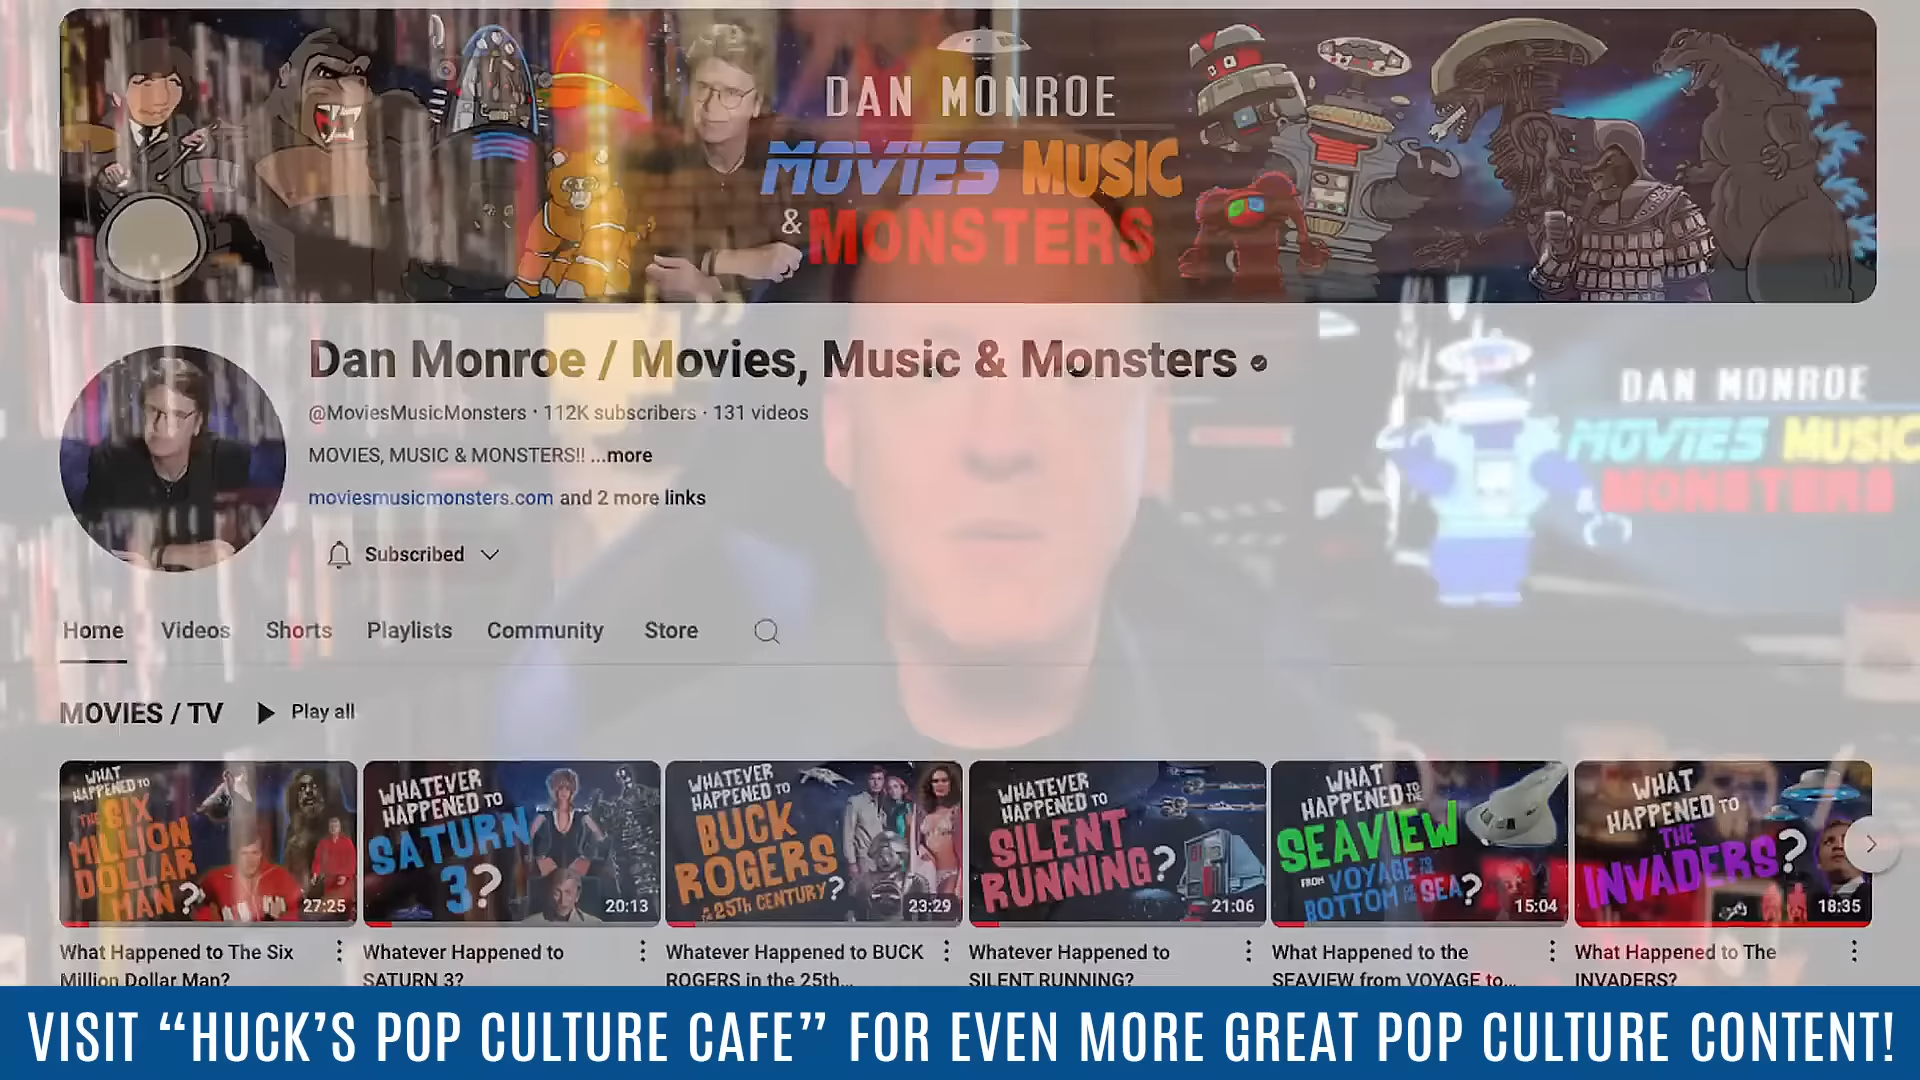 DAN MONROE
MOVIES MUSIC
& MONSTERS
Dan Monroe / Movies, Music & Monsters
@MoviesMusicMonsters · 112K subscribers · 131 videos
MOVIES, MUSIC & MONSTERS!! ...more
moviesmusicmonsters.com and 2 more links
Subscribed
DAN MONROE
MOVIES MUSIC
MONSTERS
Home Videos Shorts Playlists Community Store
MOVIES / TV Play all
WHAT
HAPPENED TO
THE SIX
MILLION
DOLLAR
MAN?
27:25
WHATEVER
HAPPENED TO
SATURN
3?
20:13
WHATEVER
HAPPENED TO
BUCK
ROGERS
25TH CENTURY?
23:29
WHATEVER
HAPPENED TO
SILENT
RUNNING?
21:06
WHAT
HAPPENED TO THE
SEAVIEW
FROM VOYAGE TO THE
BOTTOM OF THE SEA?
15:04
WHAT
HAPPENED TO
THE
INVADERS?
18:35
What Happened to The Six
Million Dollar Man?
Whatever Happened to
SATURN 3?
Whatever Happened to BUCK
ROGERS in the 25th...
Whatever Happened to
SILENT RUNNING?
What Happened to the
SEAVIEW from VOYAGE to...
What Happened to The
INVADERS?
VISIT “HUCK’S POP CULTURE CAFE” FOR EVEN MORE GREAT POP CULTURE CONTENT!